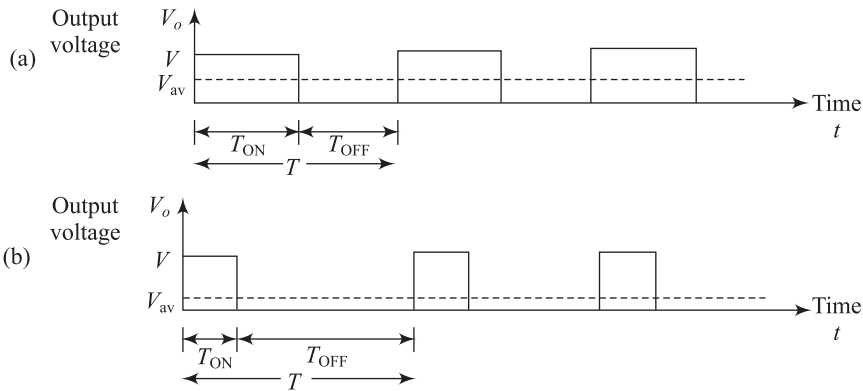 Output
voltage
V_o
(a)
V
V_av
Time
t
T_ON
T_OFF
T
Output
voltage
V_o
(b)
V
V_av
Time
t
T_ON
T_OFF
T